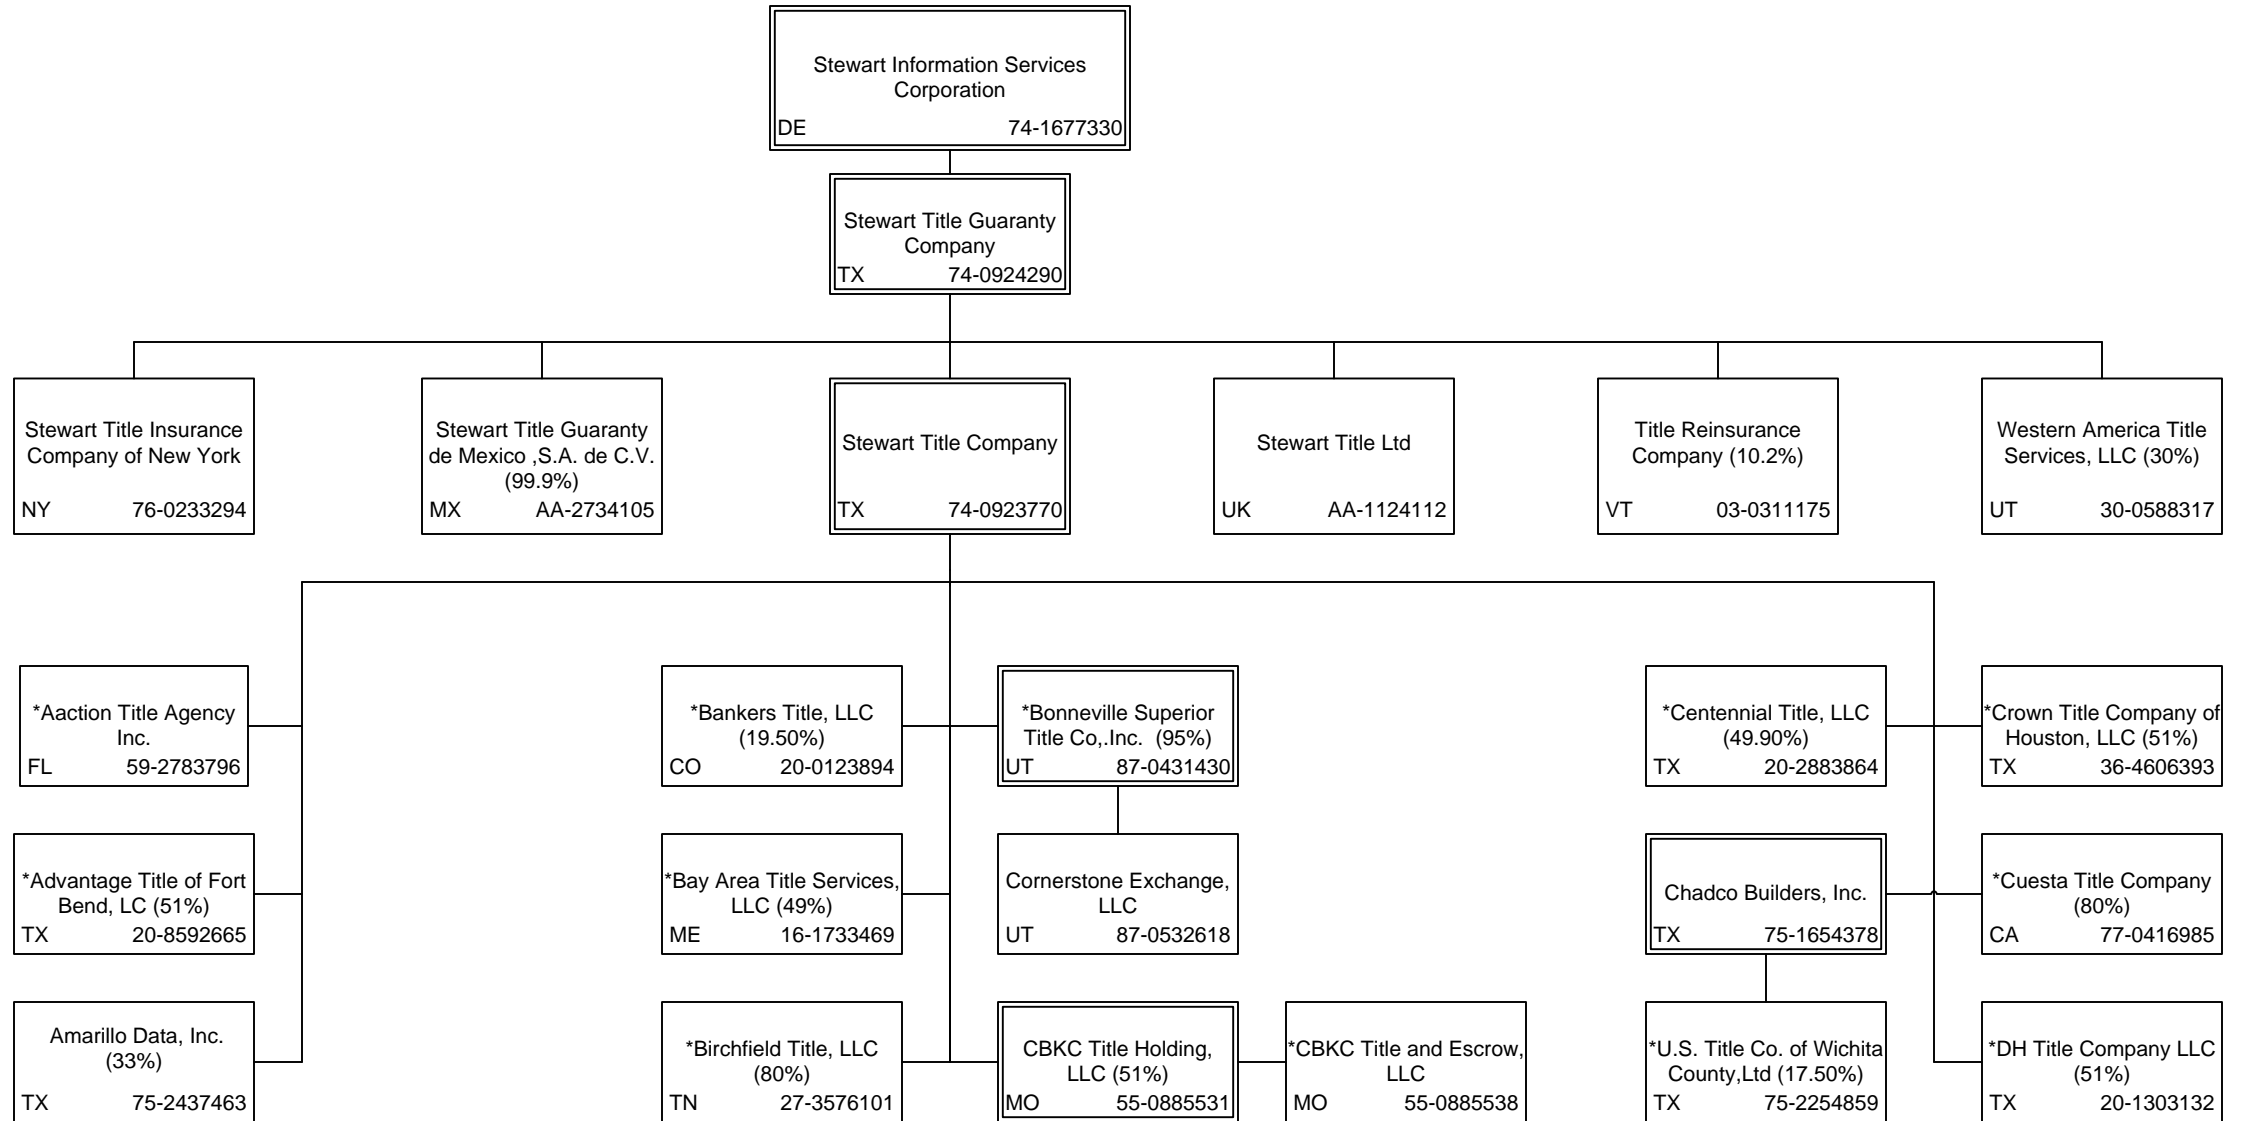 Stewart Information Services
Corporation
DE 74-1677330
Stewart Title Guaranty
Company
TX 74-0924290
Stewart Title Insurance
Company of New York
NY 76-0233294
Stewart Title Guaranty
de Mexico ,S.A. de C.V.
(99.9%)
MX AA-2734105
Stewart Title Company
TX 74-0923770
Stewart Title Ltd
UK AA-1124112
Title Reinsurance
Company (10.2%)
VT 03-0311175
Western America Title
Services, LLC (30%)
UT 30-0588317
*Aaction Title Agency
Inc.
FL 59-2783796
*Bankers Title, LLC
(19.50%)
CO 20-0123894
*Bonneville Superior
Title Co,.Inc. (95%)
UT 87-0431430
*Centennial Title, LLC
(49.90%)
TX 20-2883864
*Crown Title Company of
Houston, LLC (51%)
TX 36-4606393
*Advantage Title of Fort
Bend, LC (51%)
TX 20-8592665
*Bay Area Title Services,
LLC (49%)
ME 16-1733469
Cornerstone Exchange,
LLC
UT 87-0532618
Chadco Builders, Inc.
TX 75-1654378
*Cuesta Title Company
(80%)
CA 77-0416985
Amarillo Data, Inc.
(33%)
TX 75-2437463
*Birchfield Title, LLC
(80%)
TN 27-3576101
CBKC Title Holding,
LLC (51%)
MO 55-0885531
*CBKC Title and Escrow,
LLC
MO 55-0885538
*U.S. Title Co. of Wichita
County,Ltd (17.50%)
TX 75-2254859
*DH Title Company LLC
(51%)
TX 20-1303132